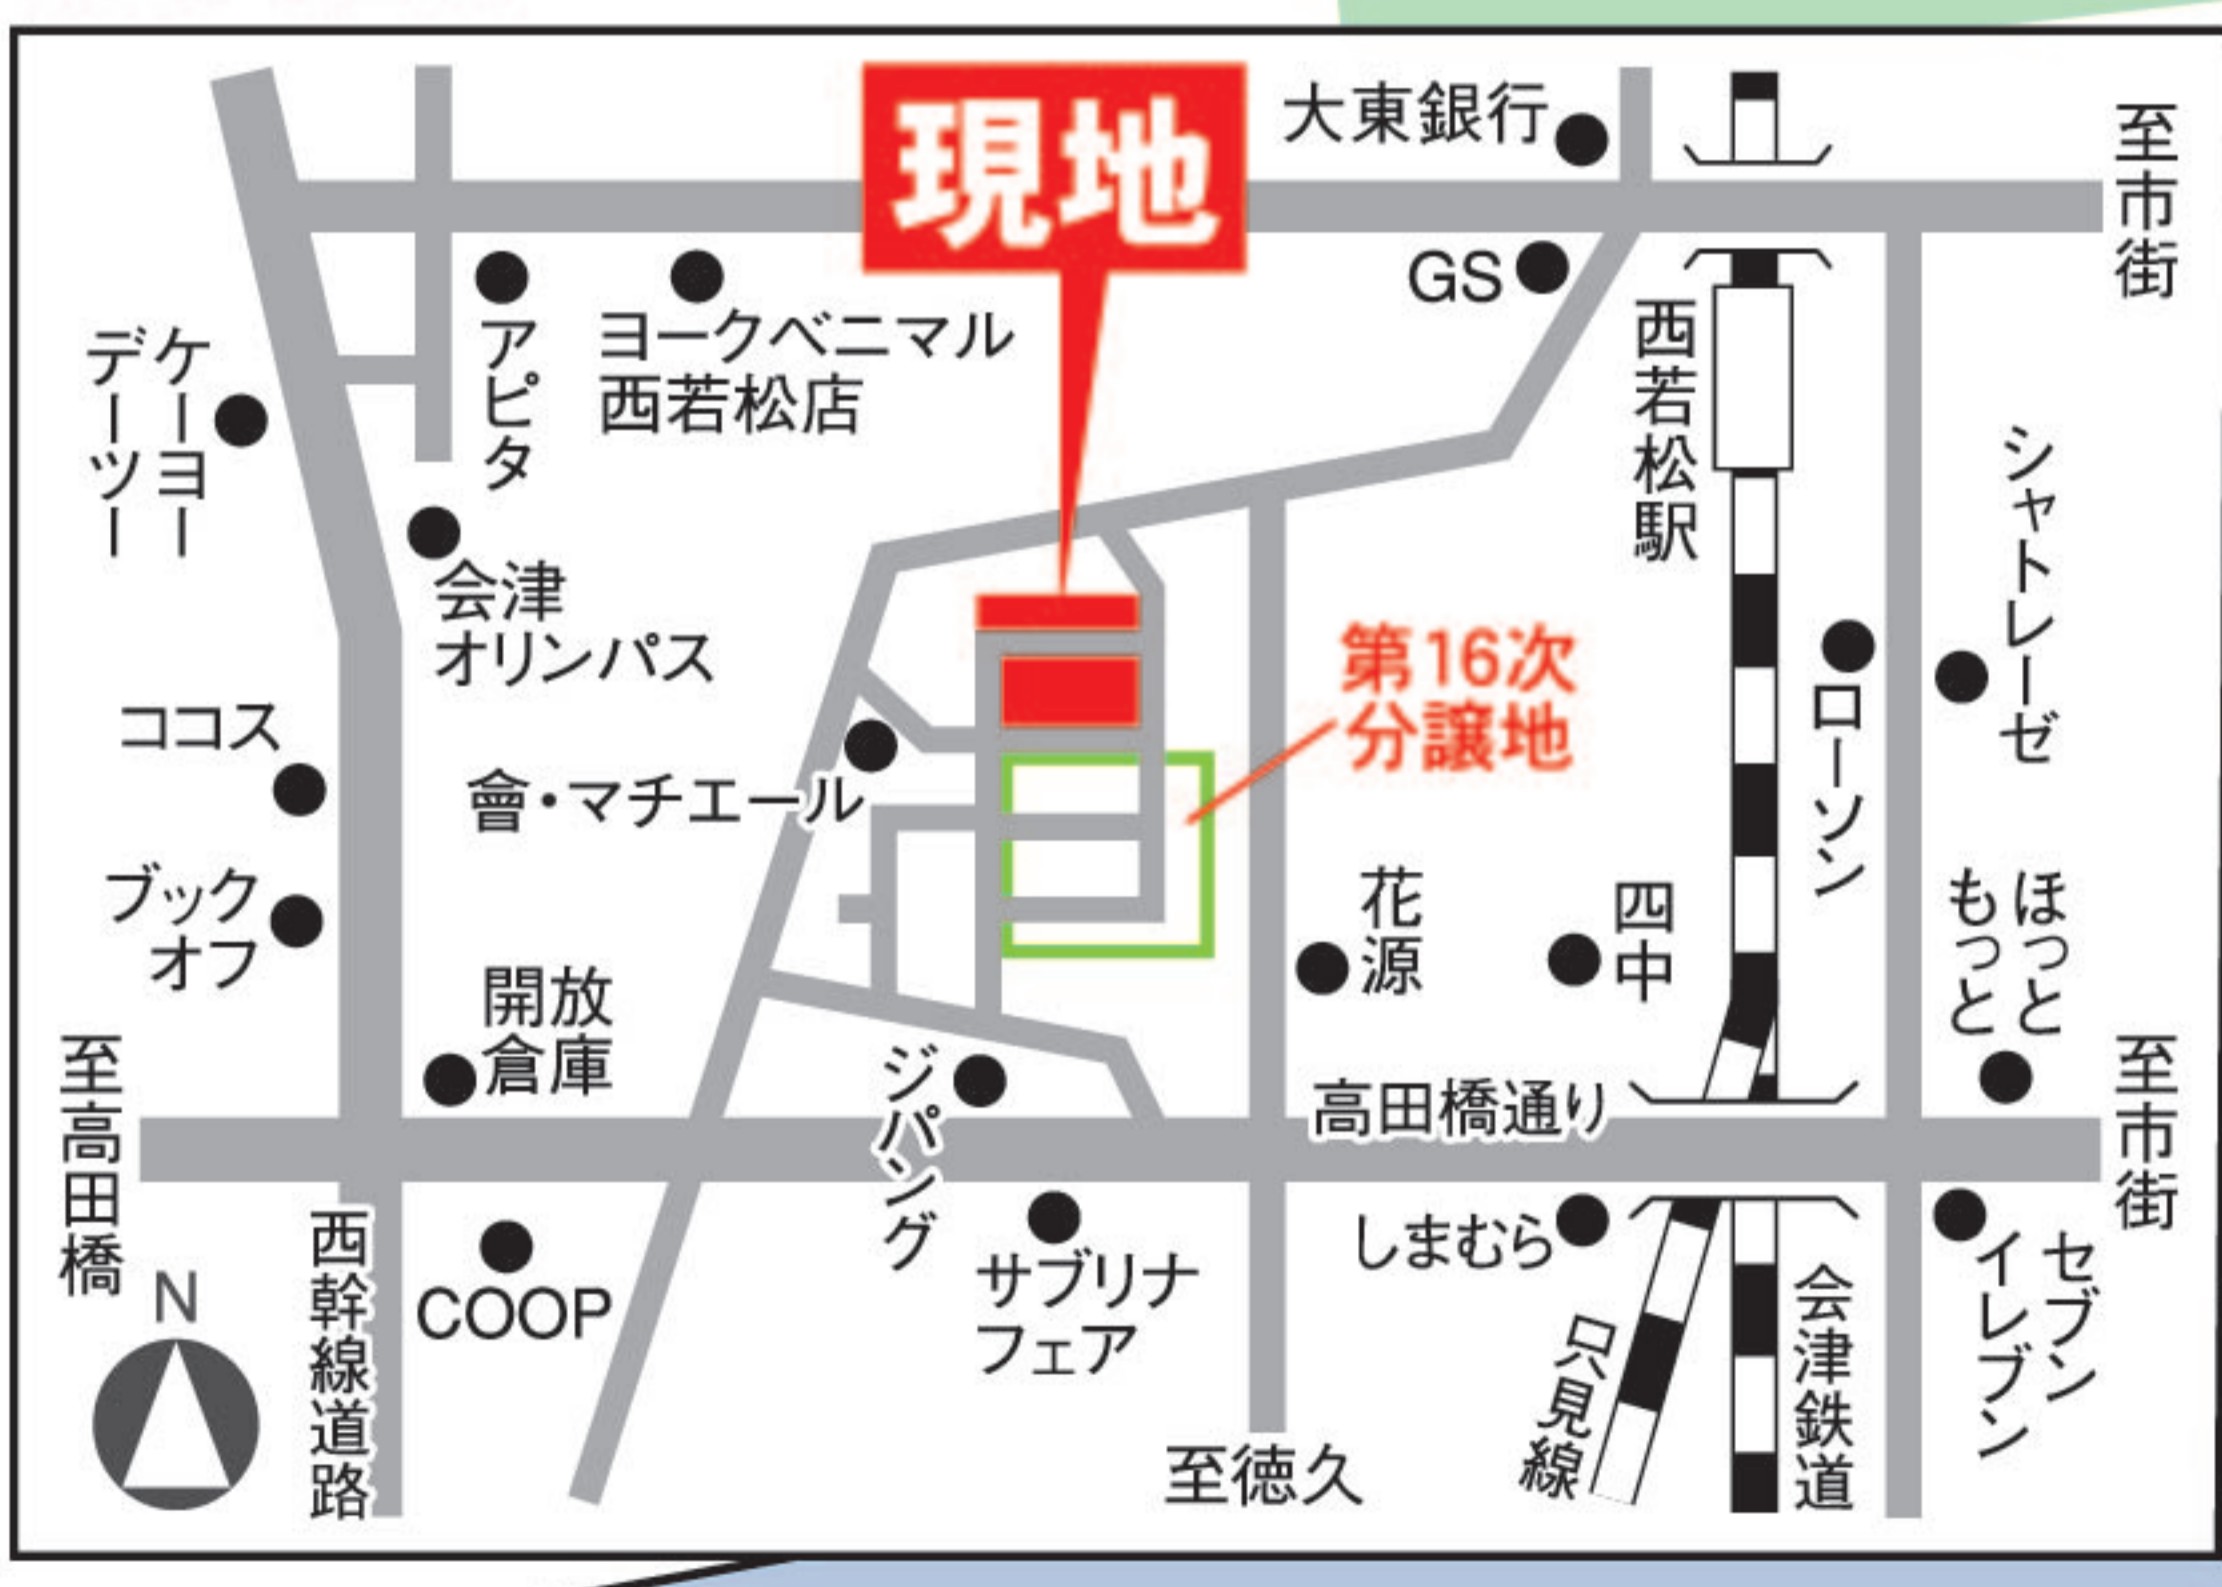 現地
大東銀行
至市街
GS
アピタ
ヨークベニマル
西若松店
ケーヨー
デーツー
西若松駅
シャトレーゼ
会津
オリンパス
第16次
分譲地
ローソン
ココス
會・マチエール
ブック
オフ
花源
四中
ほっと
もっと
開放
倉庫
ジパング
高田橋通り
至高田橋
至市街
西幹線道路
COOP
サブリナ
フェア
しまむら
セブン
イレブン
只見線
会津鉄道
至徳久
N